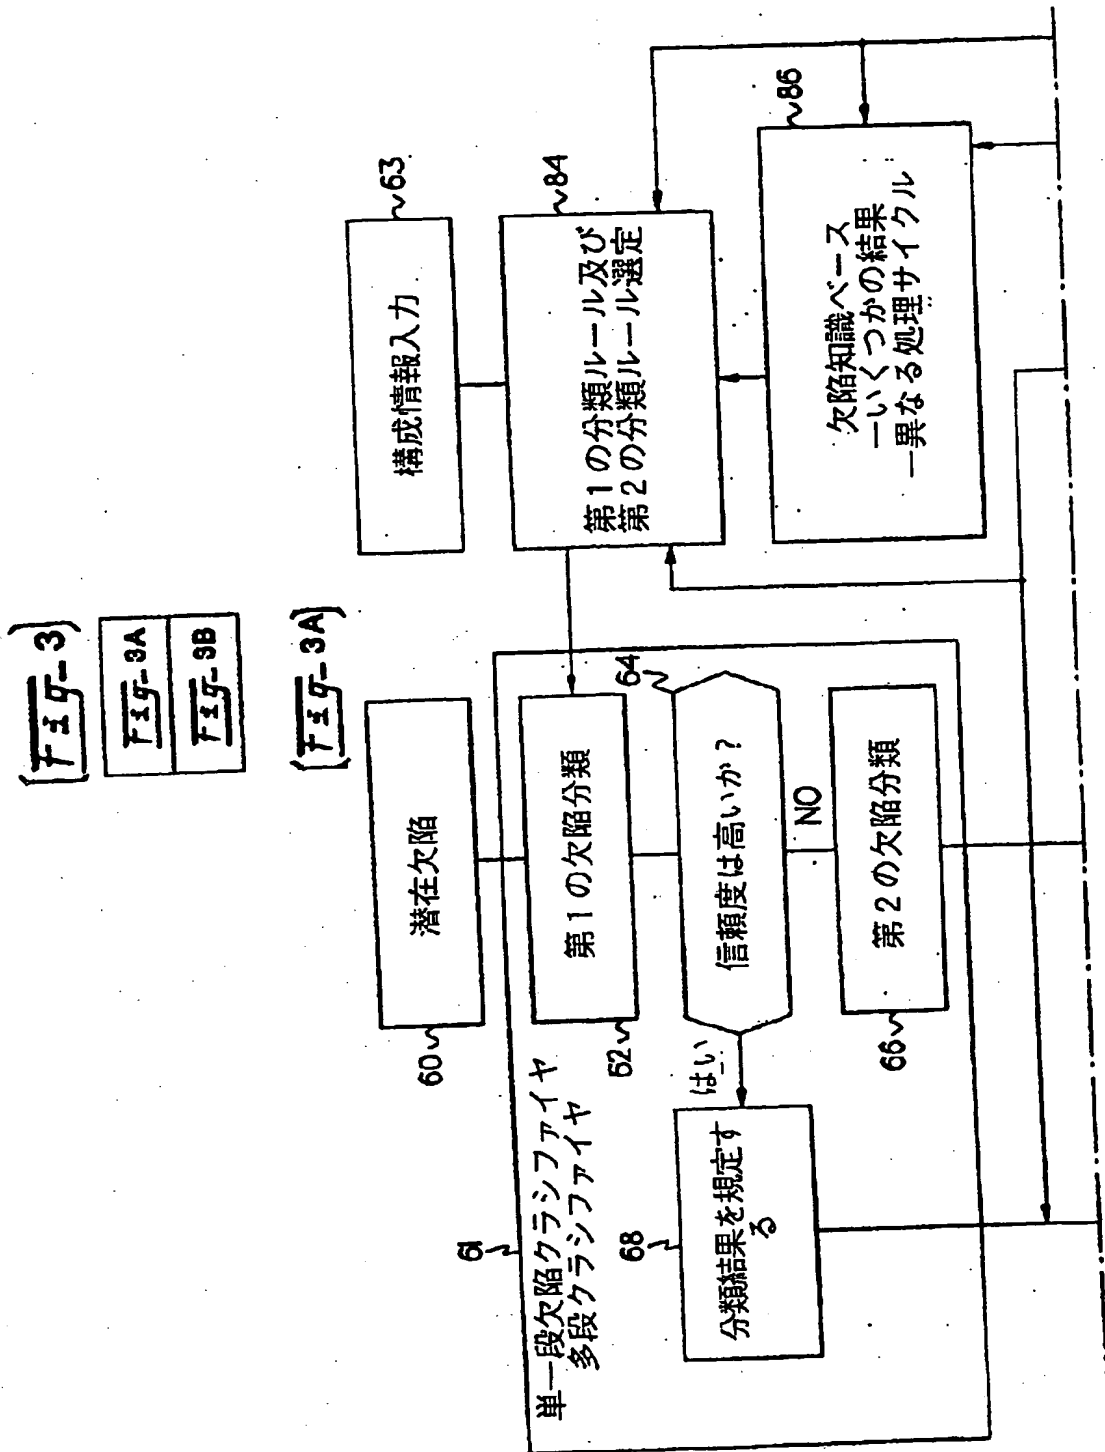 [Fig-3]
Fig-3A
Fig-3B
[Fig-3A]
60
潜在欠陥
構成情報入力
63
61
単一段欠陥クラシファイヤ
多段クラシファイヤ
第1の欠陥分類
62
第1の分類ルール及び
第2の分類ルール選定
84
信頼度は高いか?
64
はい
NO
分類結果を規定す
る
68
第2の欠陥分類
66
欠陥知識ベース
ーいくつかの結果
ー異なる処理サイクル
86